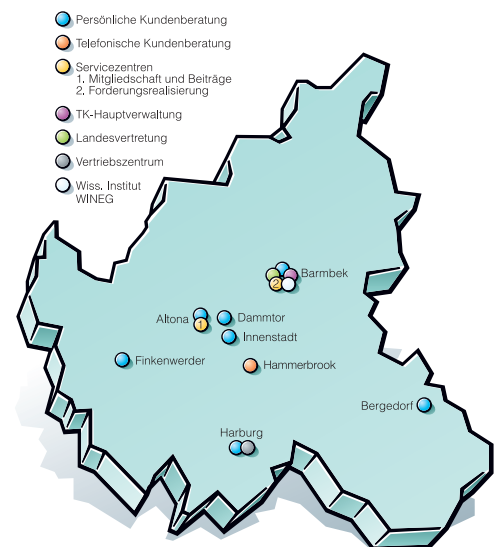 Persönliche Kundenberatung
Telefonische Kundenberatung
Servicezentren
1. Mitgliedschaft und Beiträge
2. Forderungsrealisierung
TK-Hauptverwaltung
Landesvertretung
Vertriebszentrum
Wiss. Institut
WINEG
Barmbek
2
Altona
1
Dammtor
Innenstadt
Finkenwerder
Hammerbrook
Bergedorf
Harburg